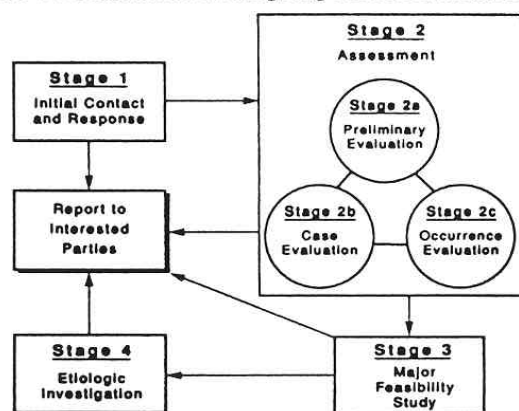 Stage 1
Initial Contact
and Response
Stage 2
Assessment
Stage 2a
Preliminary
Evaluation
Stage 2b
Case
Evaluation
Stage 2c
Occurrence
Evaluation
Report to
Interested
Parties
Stage 4
Etiologic
Investigation
Stage 3
Major
Feasibility
Study